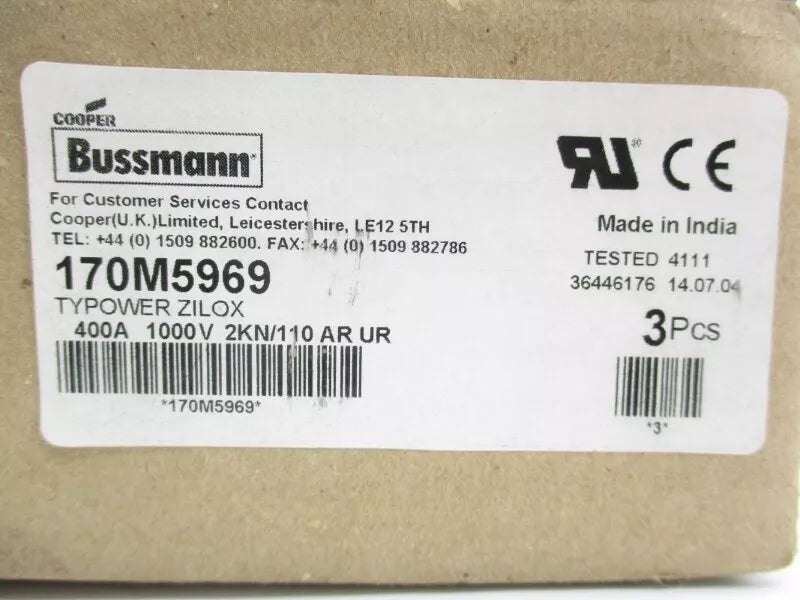 COOPER
Bussmann
For Customer Services Contact
Cooper(U.K.)Limited, Leicestershire, LE12 5TH
TEL: +44 (0) 1509 882600. FAX: +44 (0) 1509 882786
170M5969
TYPOWER ZILOX
400A 1000V 2KN/110 AR UR
*170M5969*
RU CE
Made in India
TESTED 4111
36446176 14.07.04
3Pcs
*3*